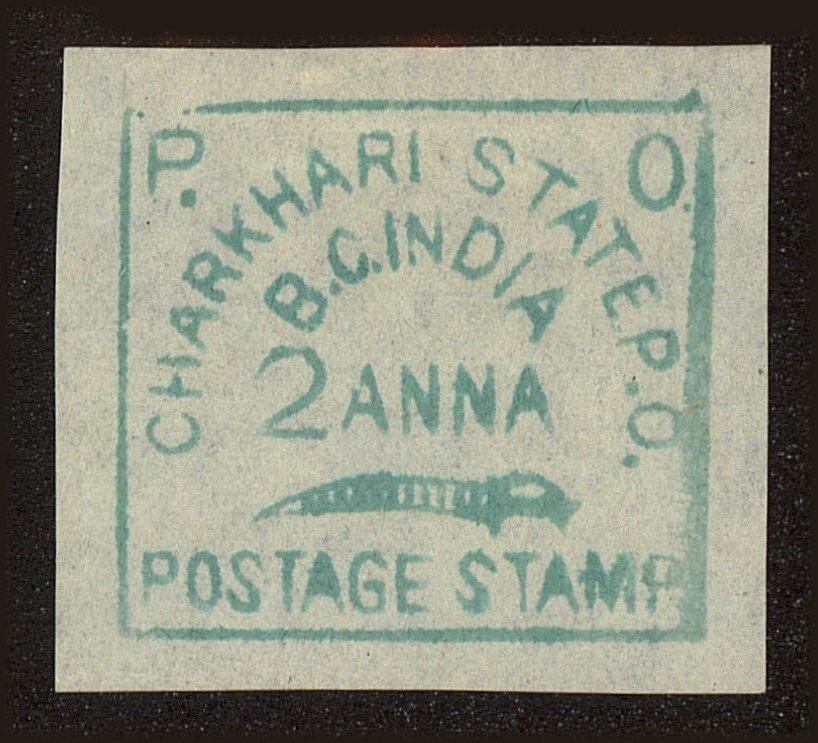 P. O.
CHARKHARI STATE P.O.
B.C. INDIA
2 ANNA
POSTAGE STAMP